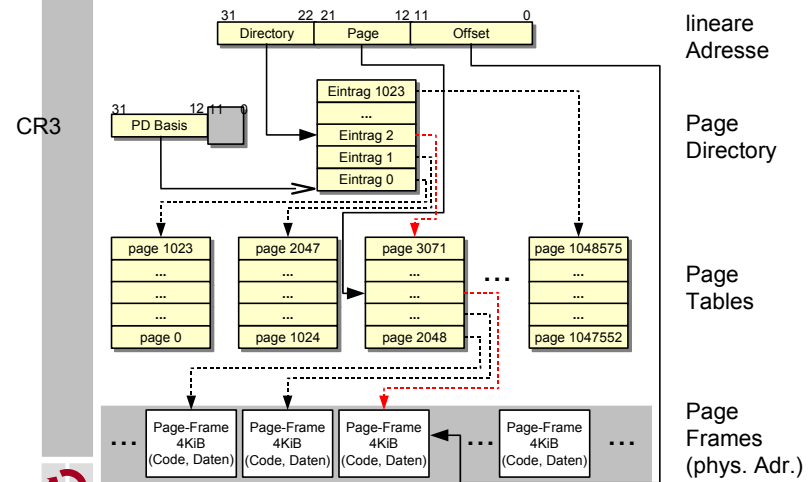 31 22 21 12 11 0
Directory Page Offset
lineare
Adresse
CR3
31 12 11 0
PD Basis
Eintrag 1023
...
Eintrag 2
Eintrag 1
Eintrag 0
Page
Directory
page 1023 page 2047 page 3071 page 1048575
... ... ... ...
... ... ... ... ...
... ... ... ...
page 0 page 1024 page 2048 page 1047552
Page
Tables
... Page-Frame Page-Frame Page-Frame ... Page-Frame ...
4KiB 4KiB 4KiB 4KiB
(Code, Daten) (Code, Daten) (Code, Daten) (Code, Daten)
Page
Frames
(phys. Adr.)